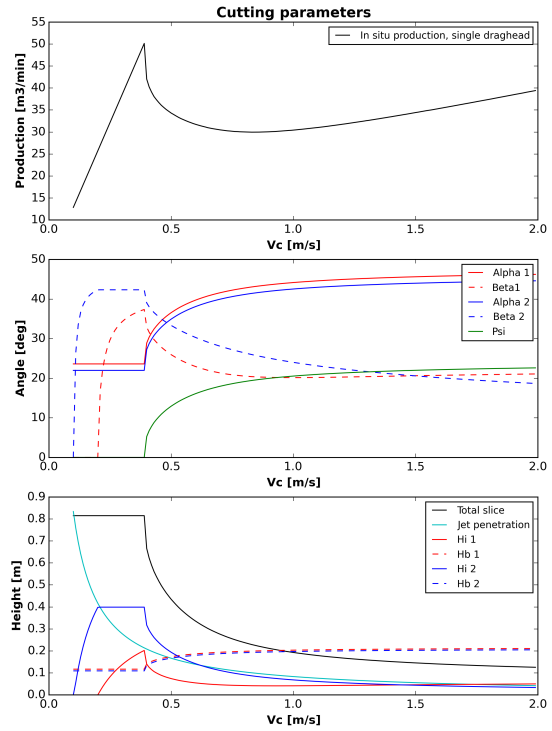 Cutting parameters
55
50
45
40
35
30
25
20
15
10
Production [m3/min]
In situ production, single draghead
0.0 0.5 1.0 1.5 2.0
Vc [m/s]
50
40
30
20
10
0
Angle [deg]
Alpha 1
Beta1
Alpha 2
Beta 2
Psi
0.0 0.5 1.0 1.5 2.0
Vc [m/s]
0.9
0.8
0.7
0.6
0.5
0.4
0.3
0.2
0.1
0.0
Height [m]
Total slice
Jet penetration
Hi 1
Hb 1
Hi 2
Hb 2
0.0 0.5 1.0 1.5 2.0
Vc [m/s]